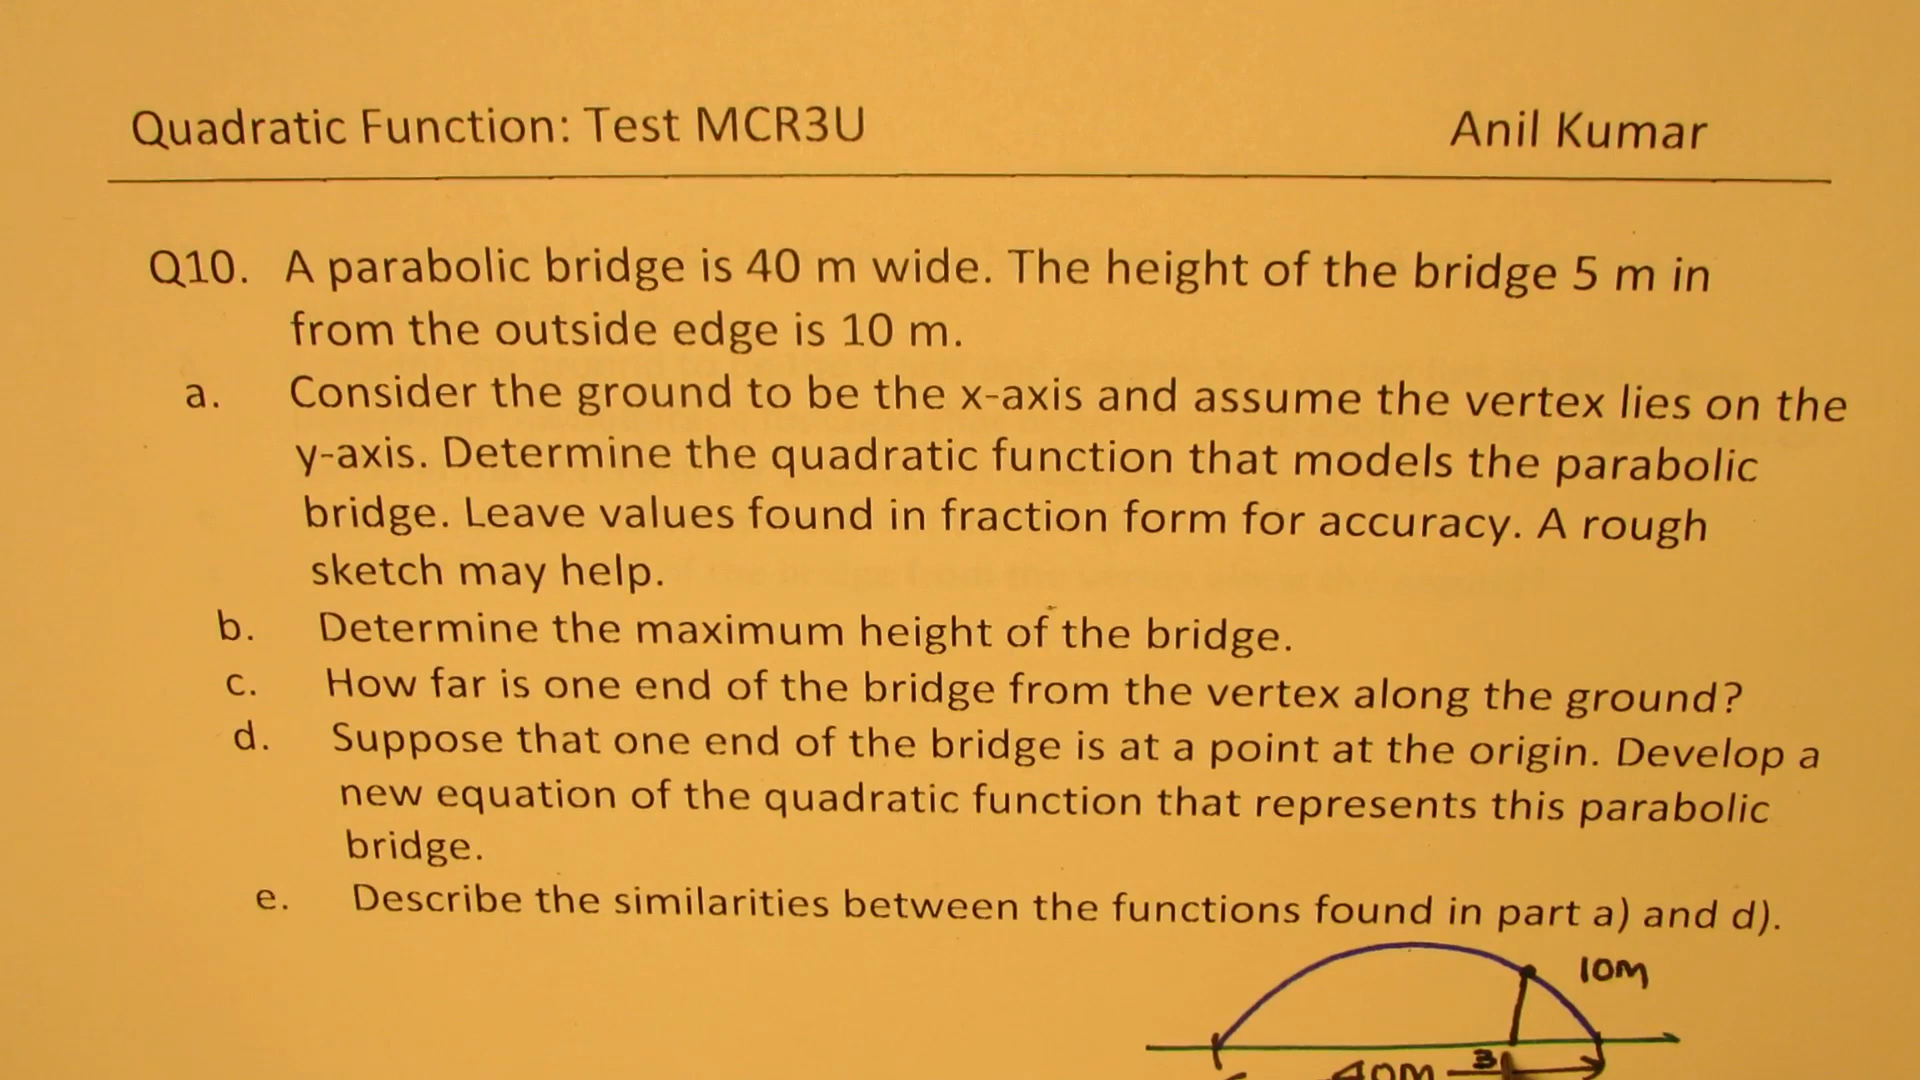 Quadratic Function: Test MCR3U Anil Kumar
Q10. A parabolic bridge is 40 m wide. The height of the bridge 5 m in
from the outside edge is 10 m.
a. Consider the ground to be the x-axis and assume the vertex lies on the
y-axis. Determine the quadratic function that models the parabolic
bridge. Leave values found in fraction form for accuracy. A rough
sketch may help.
b. Determine the maximum height of the bridge.
c. How far is one end of the bridge from the vertex along the ground?
d. Suppose that one end of the bridge is at a point at the origin. Develop a
new equation of the quadratic function that represents this parabolic
bridge.
e. Describe the similarities between the functions found in part a) and d).
10M
40M